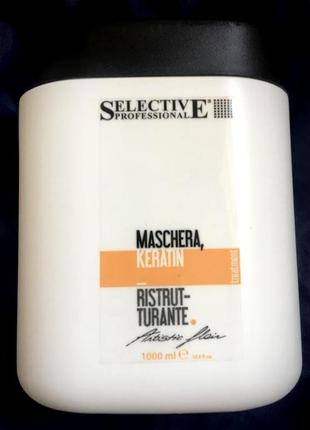 SELECTIVE®
PROFESSIONAL
MASCHERA,
KERATIN
treatment
RISTRUT-
TURANTE.
Artistic Flair
1000 ml ℮